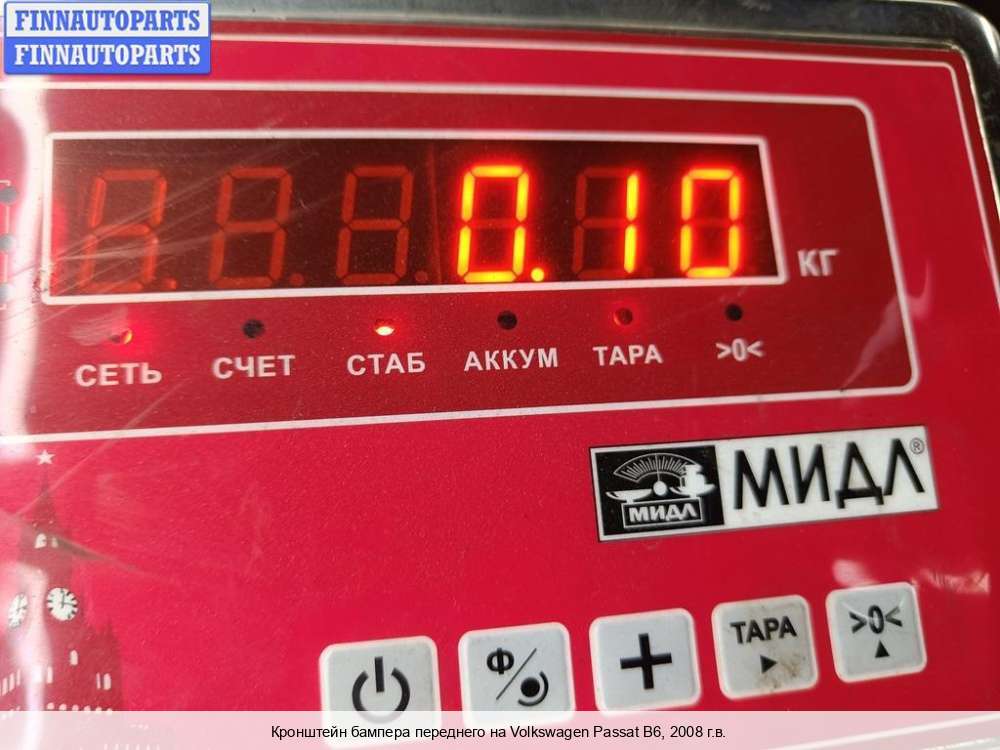 FINNAUTOPARTS
FINNAUTOPARTS
0.10
КГ
СЕТЬ СЧЕТ СТАБ АККУМ ТАРА >0<
МИДЛ МИДЛ®
Ф
+
ТАРА
>0<
Кронштейн бампера переднего на Volkswagen Passat B6, 2008 г.в.